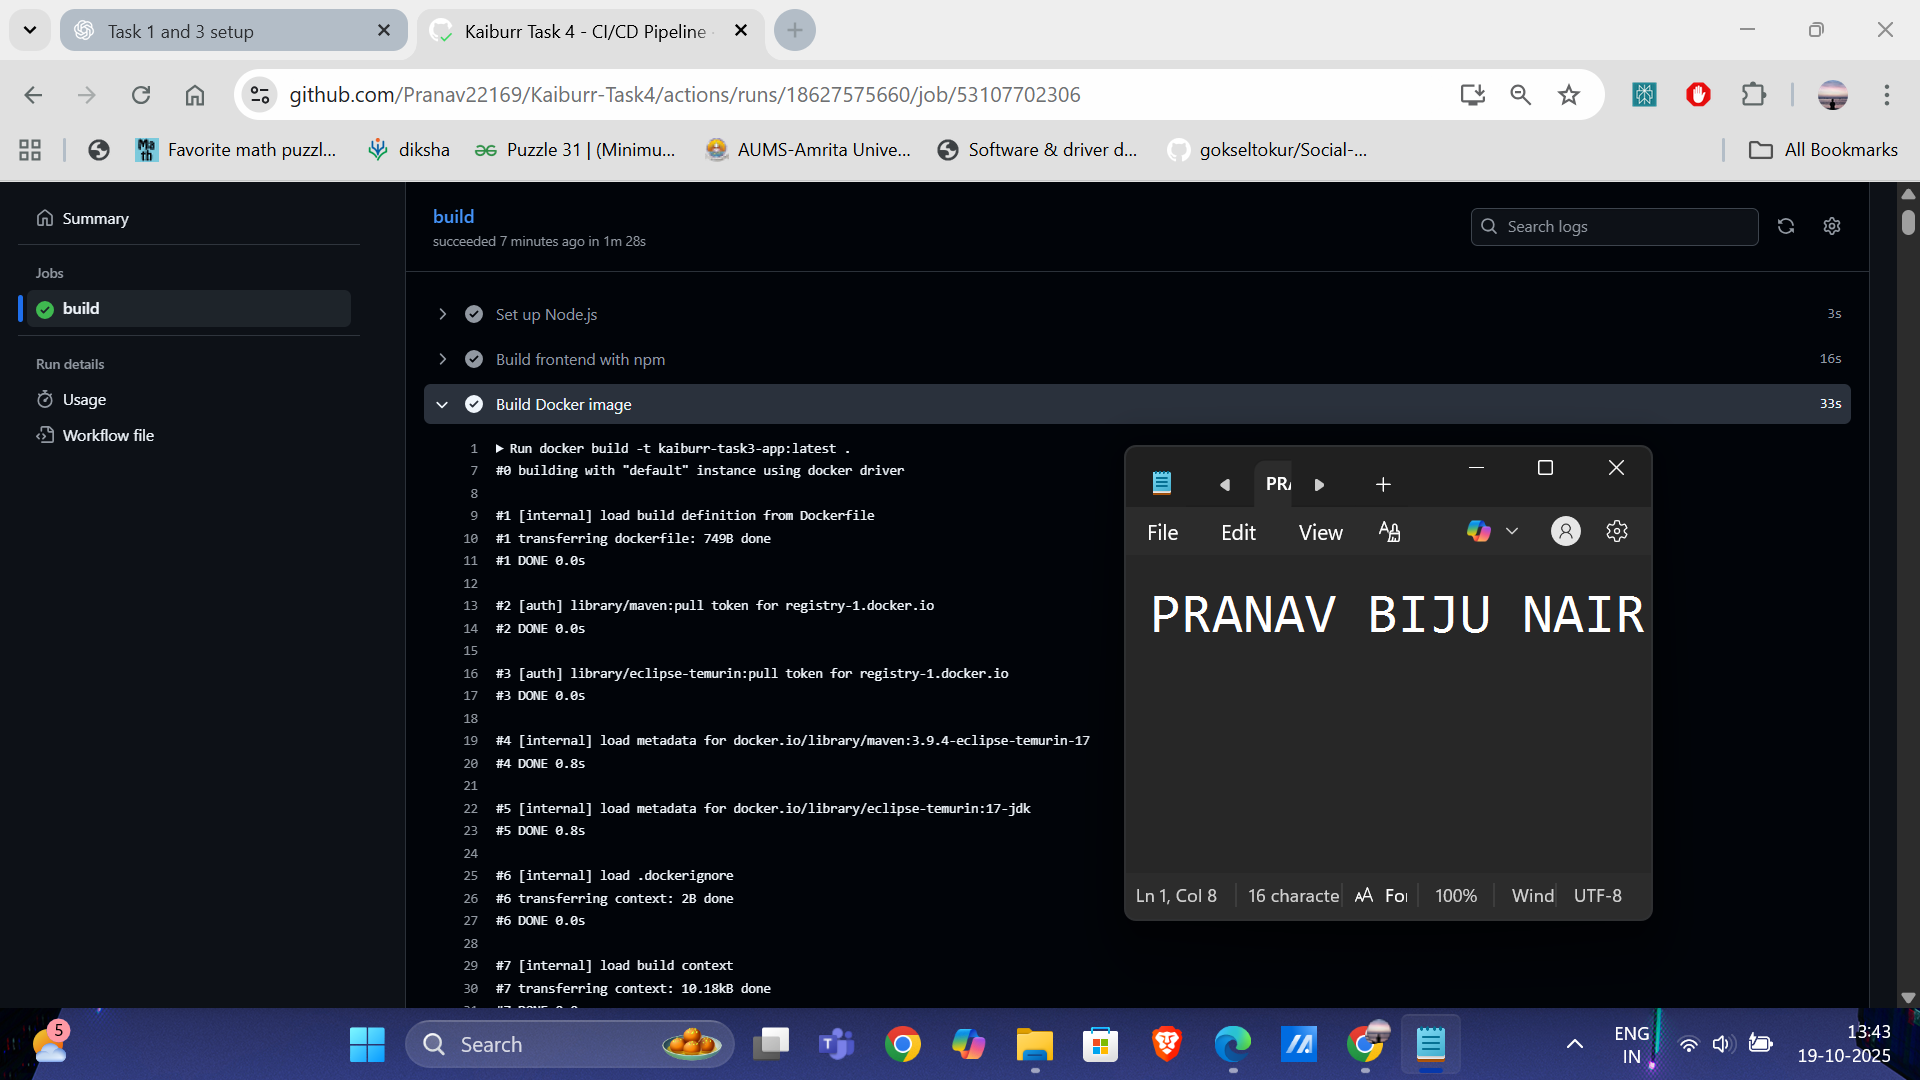 Task 1 and 3 setup
Kaiburr Task 4 - CI/CD Pipeline
github.com/Pranav22169/Kaiburr-Task4/actions/runs/18627575660/job/53107702306
Ma th
Favorite math puzzl...
diksha
Puzzle 31 | (Minimu...
AUMS-Amrita Unive...
Software & driver d...
gokseltokur/Social-...
All Bookmarks
Summary
Jobs
build
Run details
Usage
Workflow file
build
succeeded 7 minutes ago in 1m 28s
Search logs
Set up Node.js 3s
Build frontend with npm 16s
Build Docker image 33s
1 Run docker build -t kaiburr-task3-app:latest .
7 #0 building with "default" instance using docker driver
8
9 #1 [internal] load build definition from Dockerfile
10 #1 transferring dockerfile: 749B done
11 #1 DONE 0.0s
12
13 #2 [auth] library/maven:pull token for registry-1.docker.io
14 #2 DONE 0.0s
15
16 #3 [auth] library/eclipse-temurin:pull token for registry-1.docker.io
17 #3 DONE 0.0s
18
19 #4 [internal] load metadata for docker.io/library/maven:3.9.4-eclipse-temurin-17
20 #4 DONE 0.8s
21
22 #5 [internal] load metadata for docker.io/library/eclipse-temurin:17-jdk
23 #5 DONE 0.8s
24
25 #6 [internal] load .dockerignore
26 #6 transferring context: 2B done
27 #6 DONE 0.0s
28
29 #7 [internal] load build context
30 #7 transferring context: 10.18kB done
PRA
File Edit View
PRANAV BIJU NAIR
Ln 1, Col 8 16 characte For 100% Wind UTF-8
5
Search
ENG
IN
13:43
19-10-2025